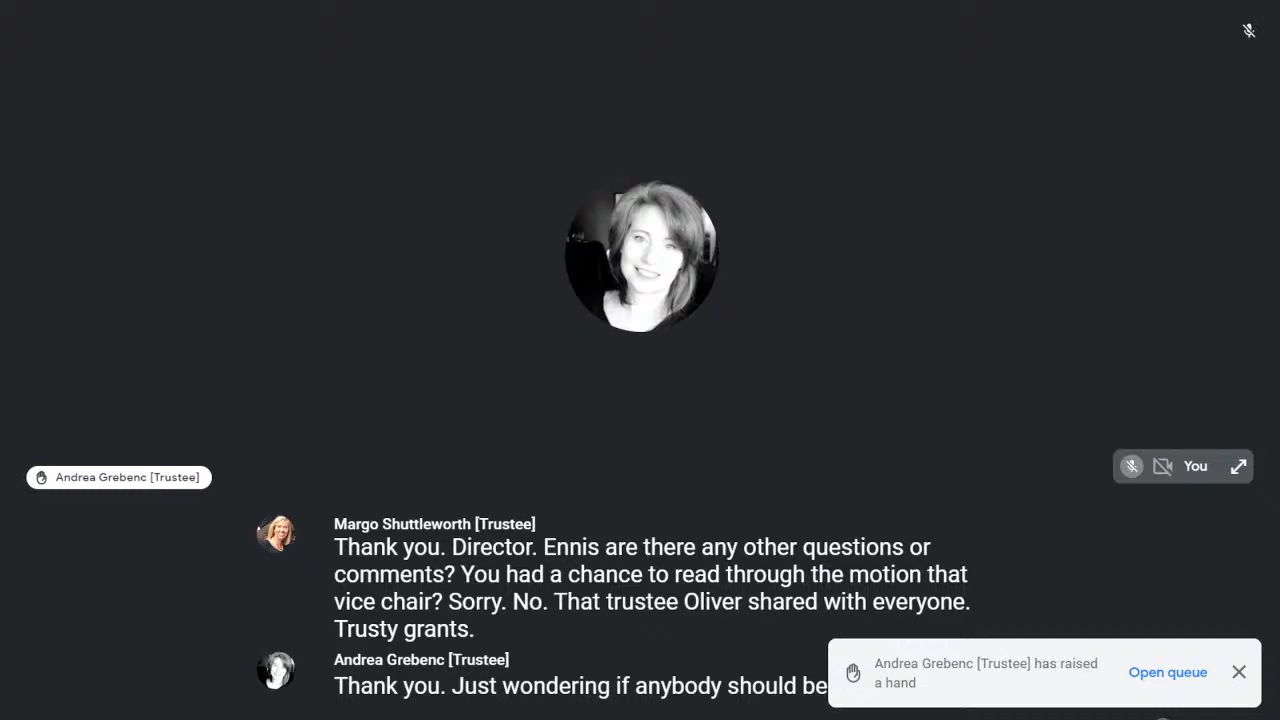 You
Andrea Grebenc [Trustee]
Margo Shuttleworth [Trustee]
Thank you. Director. Ennis are there any other questions or
comments? You had a chance to read through the motion that
vice chair? Sorry. No. That trustee Oliver shared with everyone.
Trusty grants.
Andrea Grebenc [Trustee]
Thank you. Just wondering if anybody should be
Andrea Grebenc [Trustee] has raised
a hand
Open queue